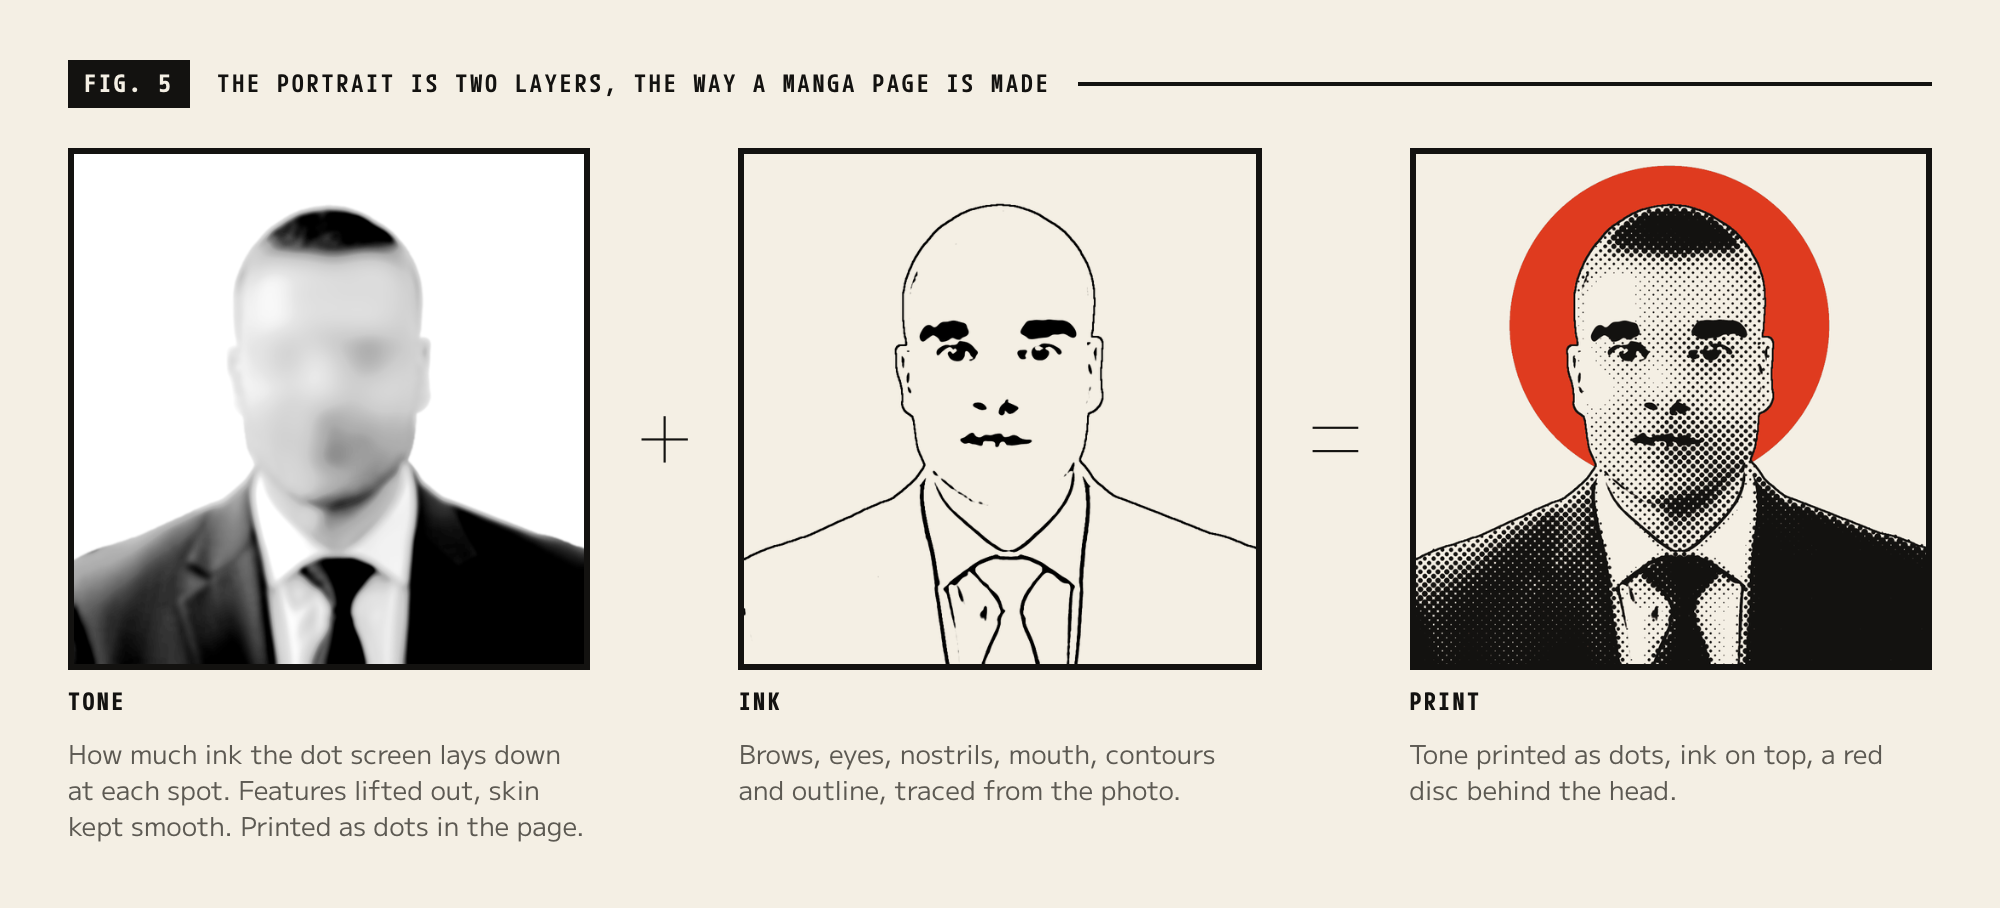 FIG. 5 THE PORTRAIT IS TWO LAYERS, THE WAY A MANGA PAGE IS MADE
TONE
How much ink the dot screen lays down
at each spot. Features lifted out, skin
kept smooth. Printed as dots in the page.
+
INK
Brows, eyes, nostrils, mouth, contours
and outline, traced from the photo.
=
PRINT
Tone printed as dots, ink on top, a red
disc behind the head.